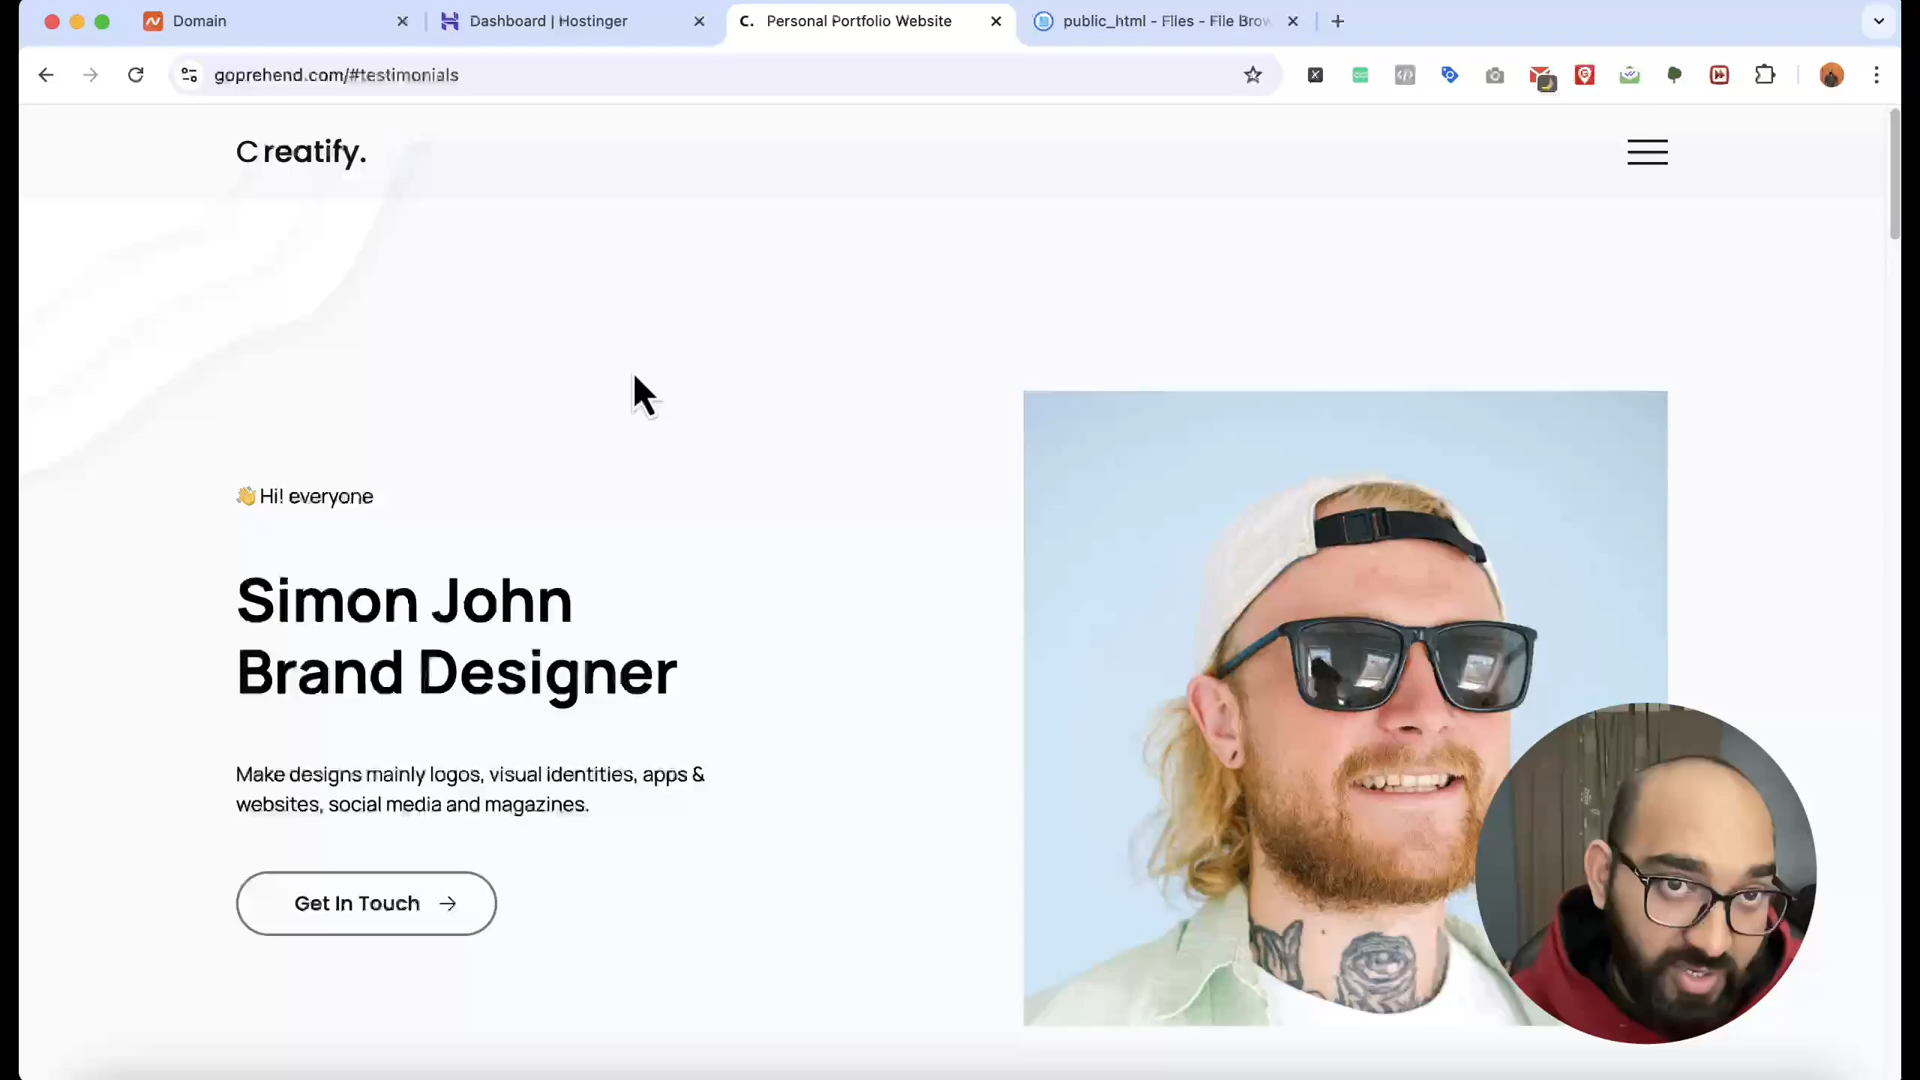 Domain
Dashboard | Hostinger
C. Personal Portfolio Website
public_html - Files - File Brow
goprehend.com/#testimonials
Creatify.
👋 Hi! everyone
Simon John
Brand Designer
Make designs mainly logos, visual identities, apps &
websites, social media and magazines.
Get In Touch →